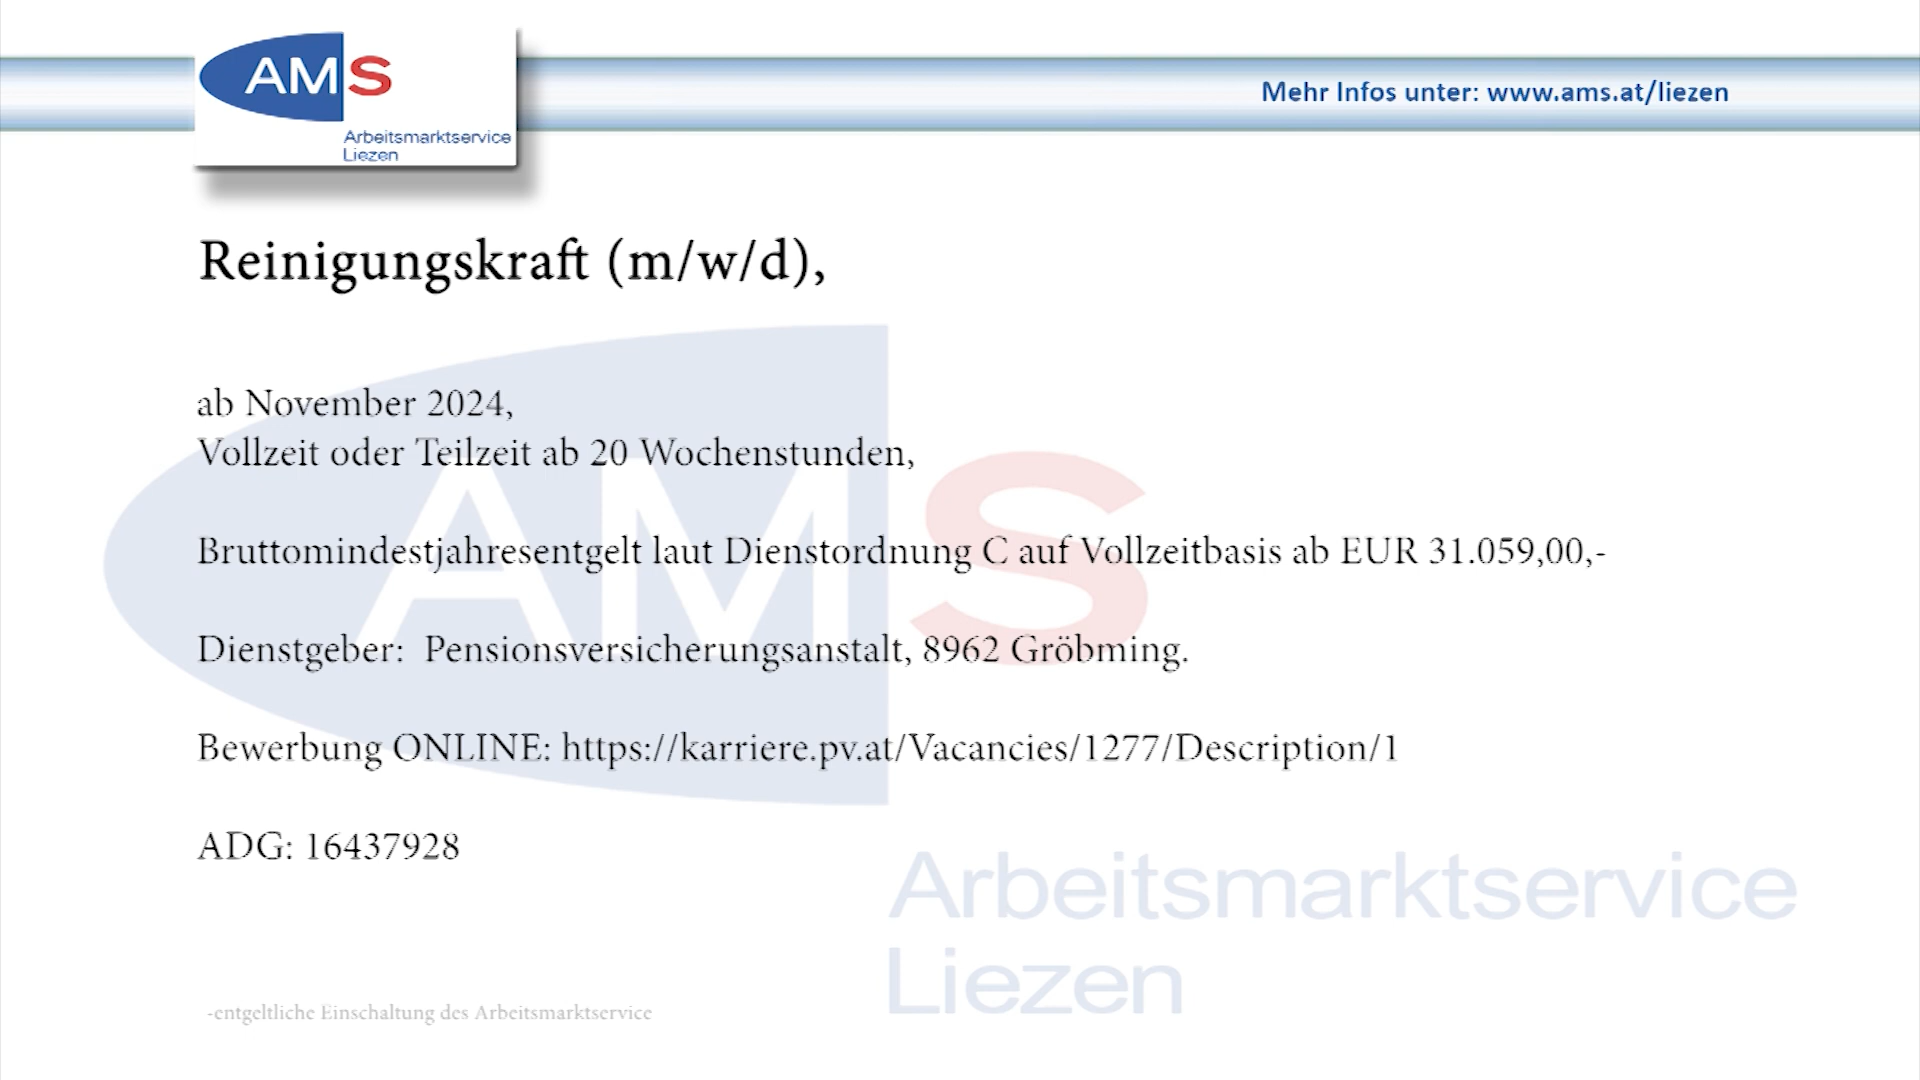 AMS
Arbeitsmarktservice
Liezen
Mehr Infos unter: www.ams.at/liezen
Reinigungskraft (m/w/d),
ab November 2024,
Vollzeit oder Teilzeit ab 20 Wochenstunden,
Bruttomindestjahresentgelt laut Dienstordnung C auf Vollzeitbasis ab EUR 31.059,00,-
Dienstgeber:  Pensionsversicherungsanstalt, 8962 Gröbming.
Bewerbung ONLINE: https://karriere.pv.at/Vacancies/1277/Description/1
ADG: 16437928
AMS
Arbeitsmarktservice
Liezen
-entgeltliche Einschaltung des Arbeitsmarktservice